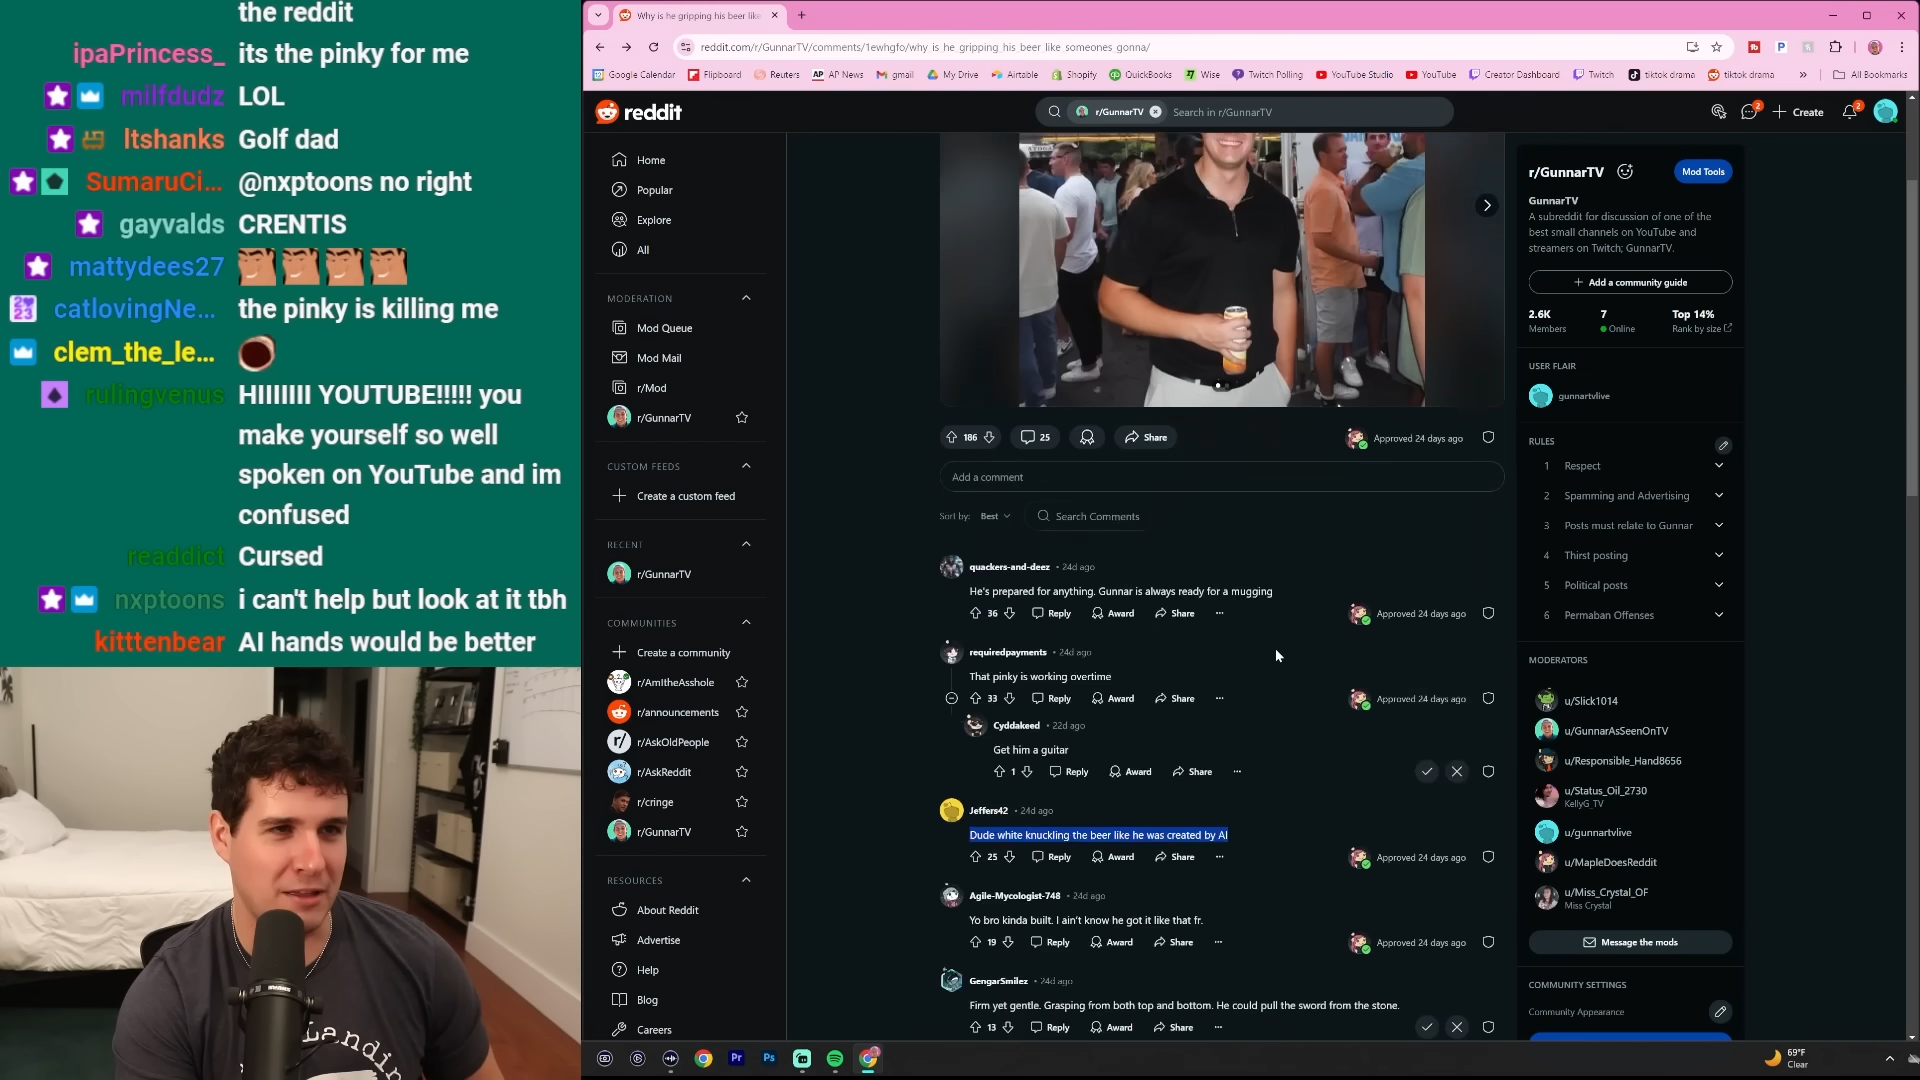 the reddit
ipaPrincess_ its the pinky for me
milfdudz LOL
ltshanks Golf dad
SumaruCi... @nxptoons no right
gayvalds CRENTIS
mattydees27
catlovingNe... the pinky is killing me
clem_the_le...
rulingvenus HIIIIIII YOUTUBE!!!!! you
make yourself so well
spoken on YouTube and im
confused
readdict Cursed
nxptoons i can't help but look at it tbh
kitttenbear AI hands would be better
Why is he gripping his beer like
reddit.com/r/GunnarTV/comments/1ewhgfo/why_is_he_gripping_his_beer_like_someones_gonna/
Google Calendar Flipboard Reuters AP News gmail My Drive Airtable Shopify QuickBooks Wise Twitch Polling YouTube Studio YouTube Creator Dashboard Twitch tiktok drama tiktok drama » All Bookmarks
reddit
r/GunnarTV Search in r/GunnarTV
2 Create 2
Home
Popular
Explore
All
MODERATION
Mod Queue
Mod Mail
r/Mod
r/GunnarTV
CUSTOM FEEDS
Create a custom feed
RECENT
r/GunnarTV
COMMUNITIES
Create a community
r/AmItheAsshole
r/announcements
r/AskOldPeople
r/AskReddit
r/cringe
r/GunnarTV
RESOURCES
About Reddit
Advertise
Help
Blog
Careers
186 25 Share Approved 24 days ago
Add a comment
Sort by: Best Search Comments
quackers-and-deez • 24d ago
He's prepared for anything. Gunnar is always ready for a mugging
36 Reply Award Share ... Approved 24 days ago
requiredpayments • 24d ago
That pinky is working overtime
33 Reply Award Share ... Approved 24 days ago
Cyddakeed • 22d ago
Get him a guitar
1 Reply Award Share ...
Jeffers42 • 24d ago
Dude white knuckling the beer like he was created by AI
25 Reply Award Share ... Approved 24 days ago
Agile-Mycologist-748 • 24d ago
Yo bro kinda built. I ain't know he got it like that fr.
19 Reply Award Share ... Approved 24 days ago
GengarSmilez • 24d ago
Firm yet gentle. Grasping from both top and bottom. He could pull the sword from the stone.
13 Reply Award Share ...
r/GunnarTV Mod Tools
GunnarTV
A subreddit for discussion of one of the
best small channels on YouTube and
streamers on Twitch; GunnarTV.
Add a community guide
2.6K 7 Top 14%
Members Online Rank by size
USER FLAIR
gunnartvlive
RULES
1 Respect
2 Spamming and Advertising
3 Posts must relate to Gunnar
4 Thirst posting
5 Political posts
6 Permaban Offenses
MODERATORS
u/Slick1014
u/GunnarAsSeenOnTV
u/Responsible_Hand8656
u/Status_Oil_2730
KellyG_TV
u/gunnartvlive
u/MapleDoesReddit
u/Miss_Crystal_OF
Miss Crystal
Message the mods
COMMUNITY SETTINGS
Community Appearance
69°F
Clear